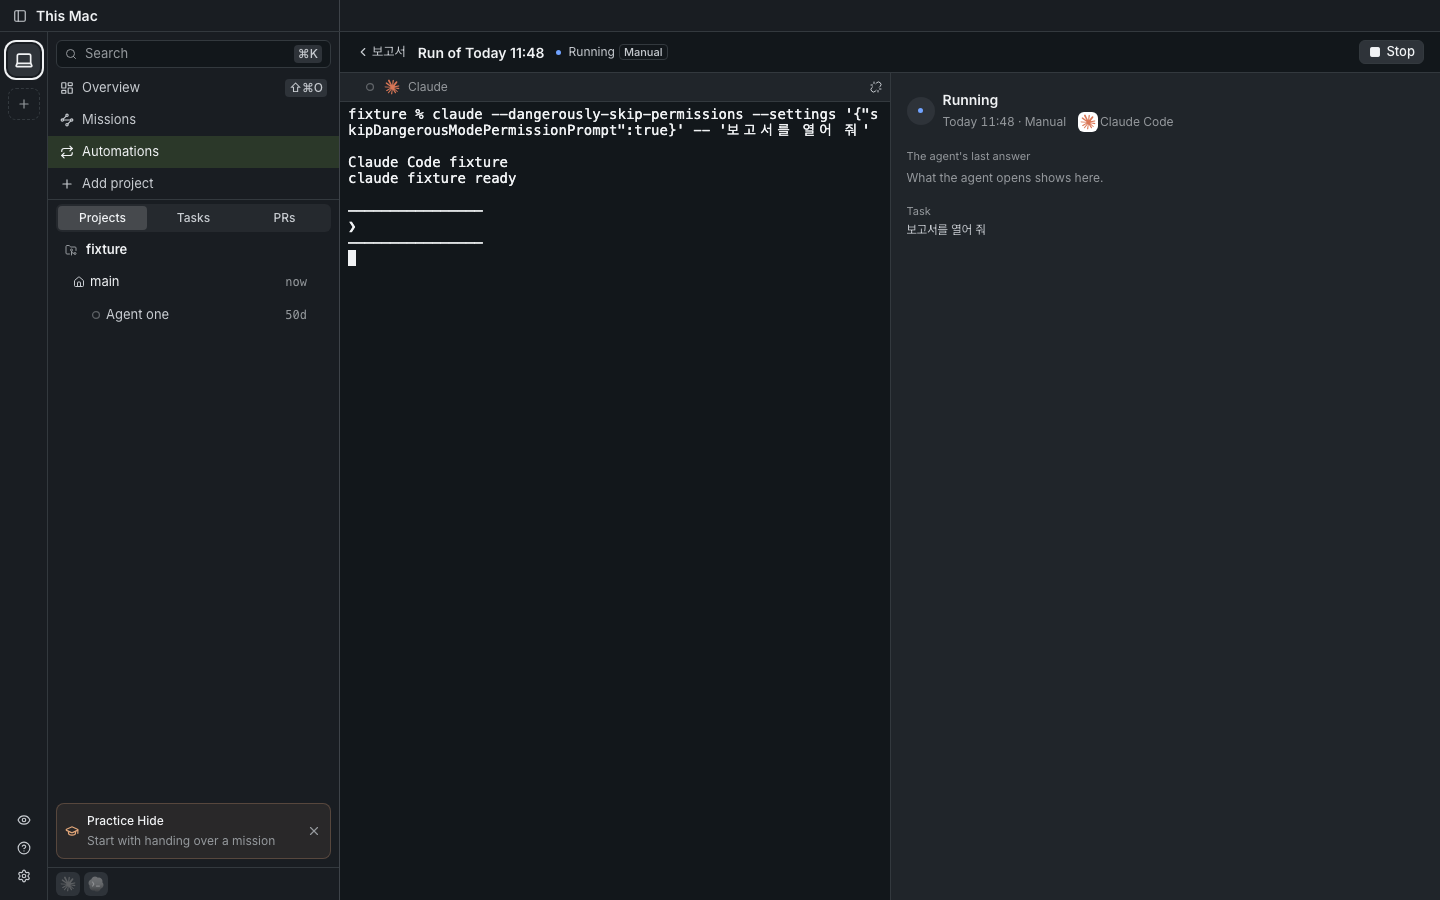 This Mac
Search ⌘K
Overview ⇧⌘O
Missions
Automations
Add project
Projects Tasks PRs
fixture
main now
Agent one 50d
Practice Hide
Start with handing over a mission
보고서 Run of Today 11:48 Running Manual Stop
Claude
fixture % claude --dangerously-skip-permissions --settings '{"s
kipDangerousModePermissionPrompt":true}' -- '보고서를 열어 줘'
Claude Code fixture
claude fixture ready
❯
Running
Today 11:48 · Manual Claude Code
The agent's last answer
What the agent opens shows here.
Task
보고서를 열어 줘